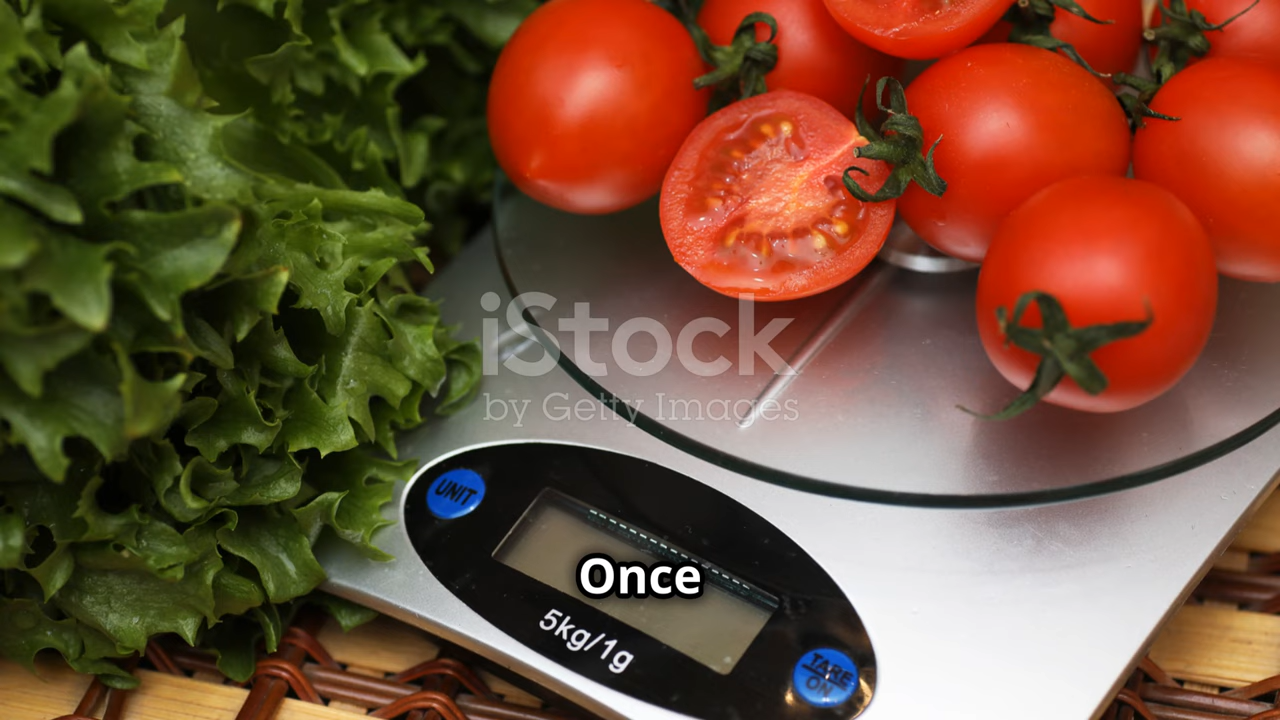 iStock
by Getty Images
UNIT
Once
5kg/1g
TARE
ON